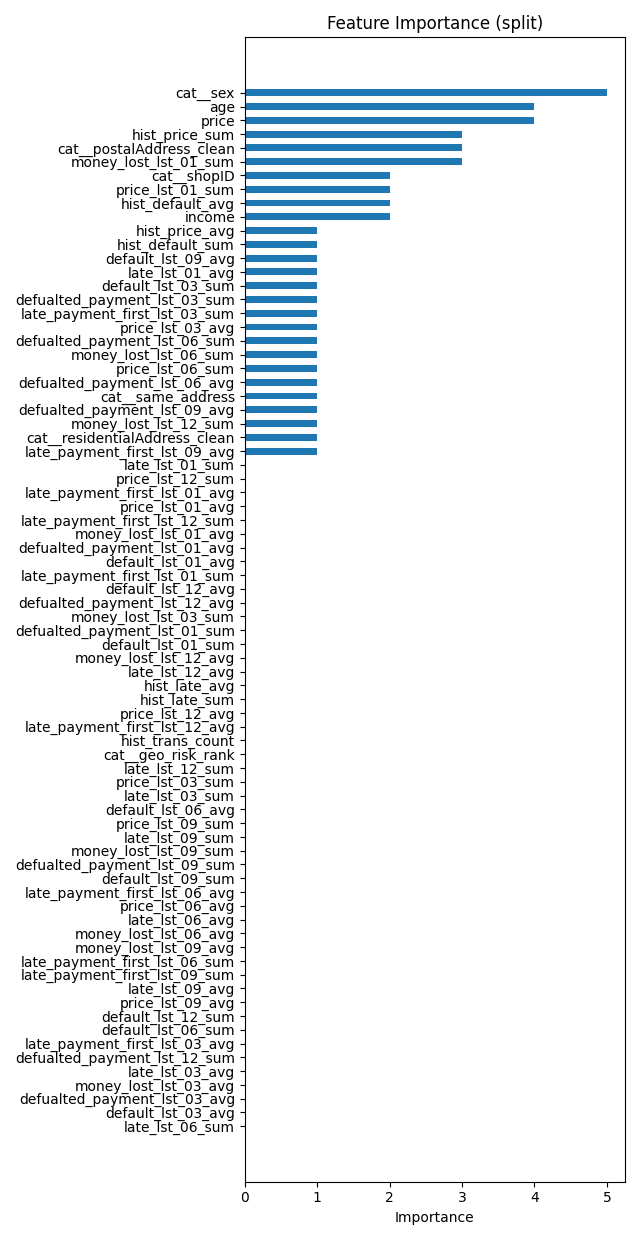 Feature Importance (split)
cat__sex
age
price
hist_price_sum
cat__postalAddress_clean
money_lost_lst_01_sum
cat__shopID
price_lst_01_sum
hist_default_avg
income
hist_price_avg
hist_default_sum
default_lst_09_avg
late_lst_01_avg
default_lst_03_sum
defualted_payment_lst_03_sum
late_payment_first_lst_03_sum
price_lst_03_avg
defualted_payment_lst_06_sum
money_lost_lst_06_sum
price_lst_06_sum
defualted_payment_lst_06_avg
cat__same_address
defualted_payment_lst_09_avg
money_lost_lst_12_sum
cat__residentialAddress_clean
late_payment_first_lst_09_avg
late_lst_01_sum
price_lst_12_sum
late_payment_first_lst_01_avg
price_lst_01_avg
late_payment_first_lst_12_sum
money_lost_lst_01_avg
defualted_payment_lst_01_avg
default_lst_01_avg
late_payment_first_lst_01_sum
default_lst_12_avg
defualted_payment_lst_12_avg
money_lost_lst_03_sum
defualted_payment_lst_01_sum
default_lst_01_sum
money_lost_lst_12_avg
late_lst_12_avg
hist_late_avg
hist_late_sum
price_lst_12_avg
late_payment_first_lst_12_avg
hist_trans_count
cat__geo_risk_rank
late_lst_12_sum
price_lst_03_sum
late_lst_03_sum
default_lst_06_avg
price_lst_09_sum
late_lst_09_sum
money_lost_lst_09_sum
defualted_payment_lst_09_sum
default_lst_09_sum
late_payment_first_lst_06_avg
price_lst_06_avg
late_lst_06_avg
money_lost_lst_06_avg
money_lost_lst_09_avg
late_payment_first_lst_06_sum
late_payment_first_lst_09_sum
late_lst_09_avg
price_lst_09_avg
default_lst_12_sum
default_lst_06_sum
late_payment_first_lst_03_avg
defualted_payment_lst_12_sum
late_lst_03_avg
money_lost_lst_03_avg
defualted_payment_lst_03_avg
default_lst_03_avg
late_lst_06_sum
0 1 2 3 4 5
Importance